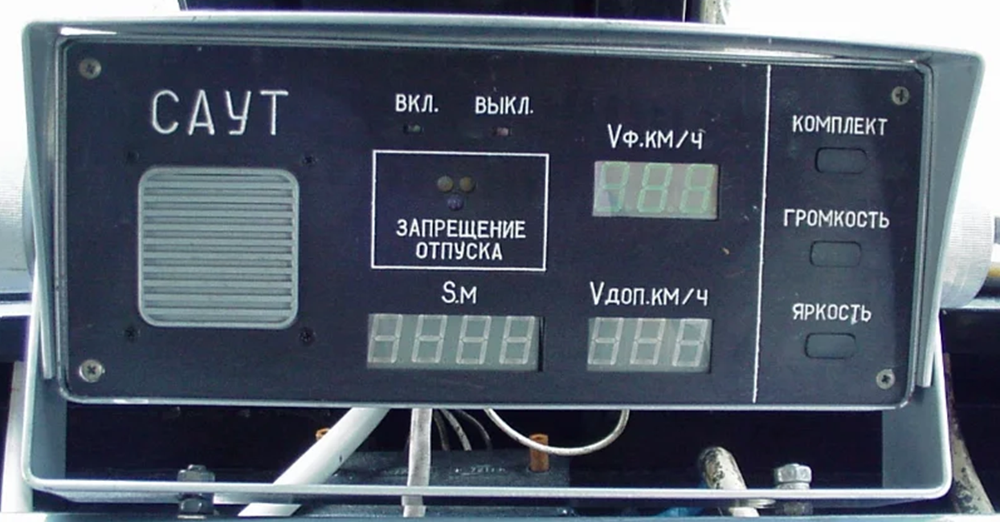 САУТ
ВКЛ. ВЫКЛ.
ЗАПРЕЩЕНИЕ
ОТПУСКА
S.М
Vф.КМ/Ч
Vдоп.КМ/Ч
КОМПЛЕКТ
ГРОМКОСТЬ
ЯРКОСТЬ